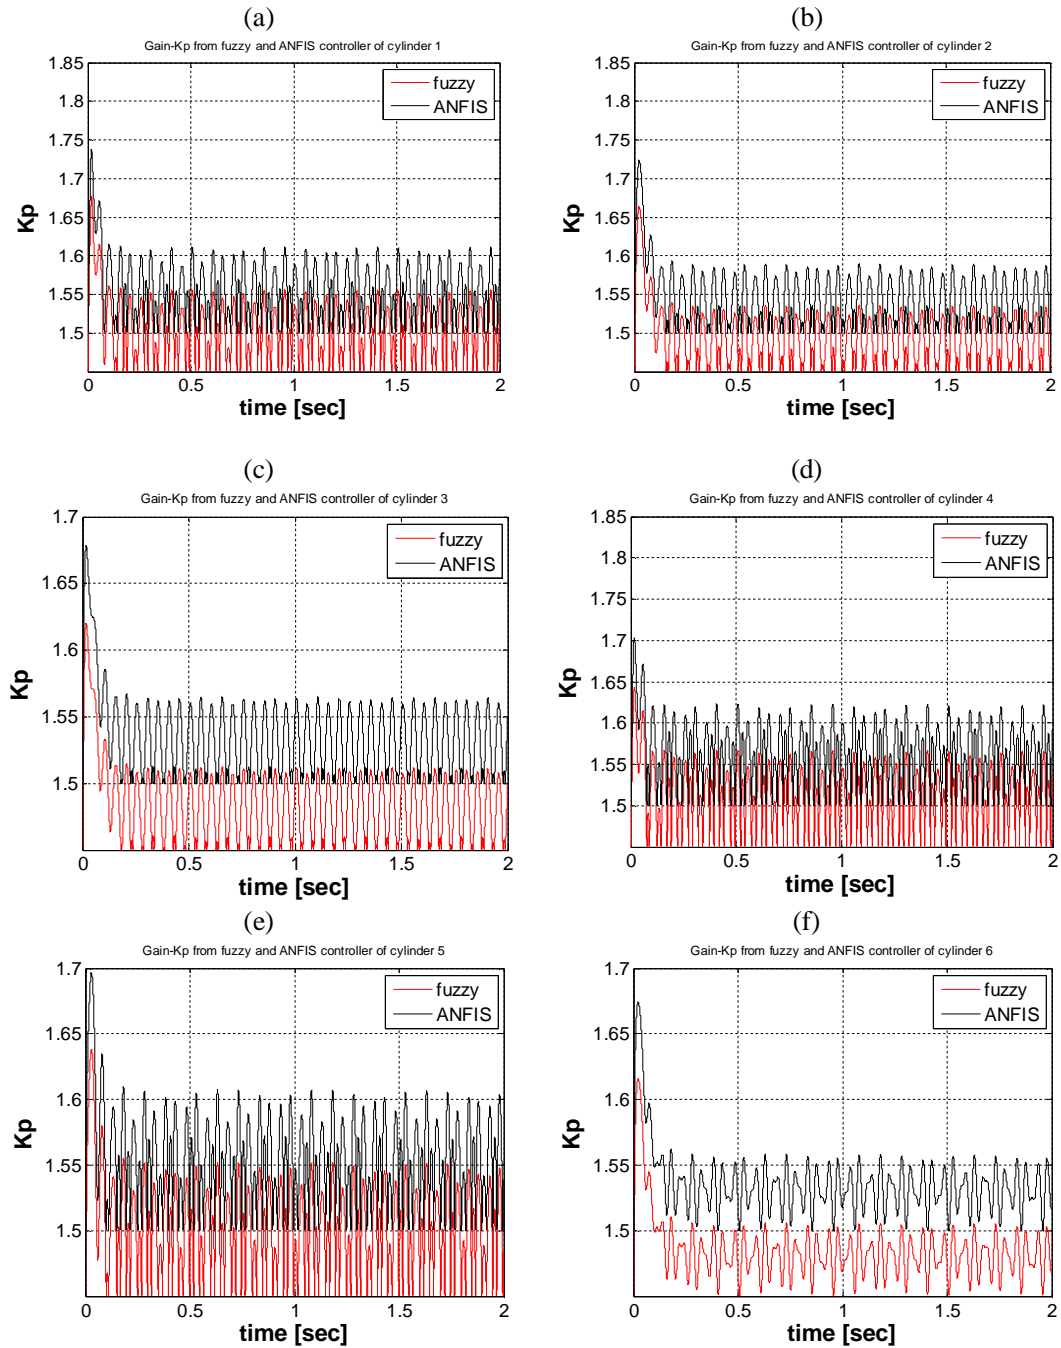 (a)
Gain-Kp from fuzzy and ANFIS controller of cylinder 1
1.85
1.8
1.75
1.7
1.65
1.6
1.55
1.5
Kp
fuzzy
ANFIS
0 0.5 1 1.5 2
time [sec]
(b)
Gain-Kp from fuzzy and ANFIS controller of cylinder 2
1.85
1.8
1.75
1.7
1.65
1.6
1.55
1.5
Kp
fuzzy
ANFIS
0 0.5 1 1.5 2
time [sec]
(c)
Gain-Kp from fuzzy and ANFIS controller of cylinder 3
1.7
1.65
1.6
1.55
1.5
Kp
fuzzy
ANFIS
0 0.5 1 1.5 2
time [sec]
(d)
Gain-Kp from fuzzy and ANFIS controller of cylinder 4
1.85
1.8
1.75
1.7
1.65
1.6
1.55
1.5
Kp
fuzzy
ANFIS
0 0.5 1 1.5 2
time [sec]
(e)
Gain-Kp from fuzzy and ANFIS controller of cylinder 5
1.7
1.65
1.6
1.55
1.5
Kp
fuzzy
ANFIS
0 0.5 1 1.5 2
time [sec]
(f)
Gain-Kp from fuzzy and ANFIS controller of cylinder 6
1.7
1.65
1.6
1.55
1.5
Kp
fuzzy
ANFIS
0 0.5 1 1.5 2
time [sec]